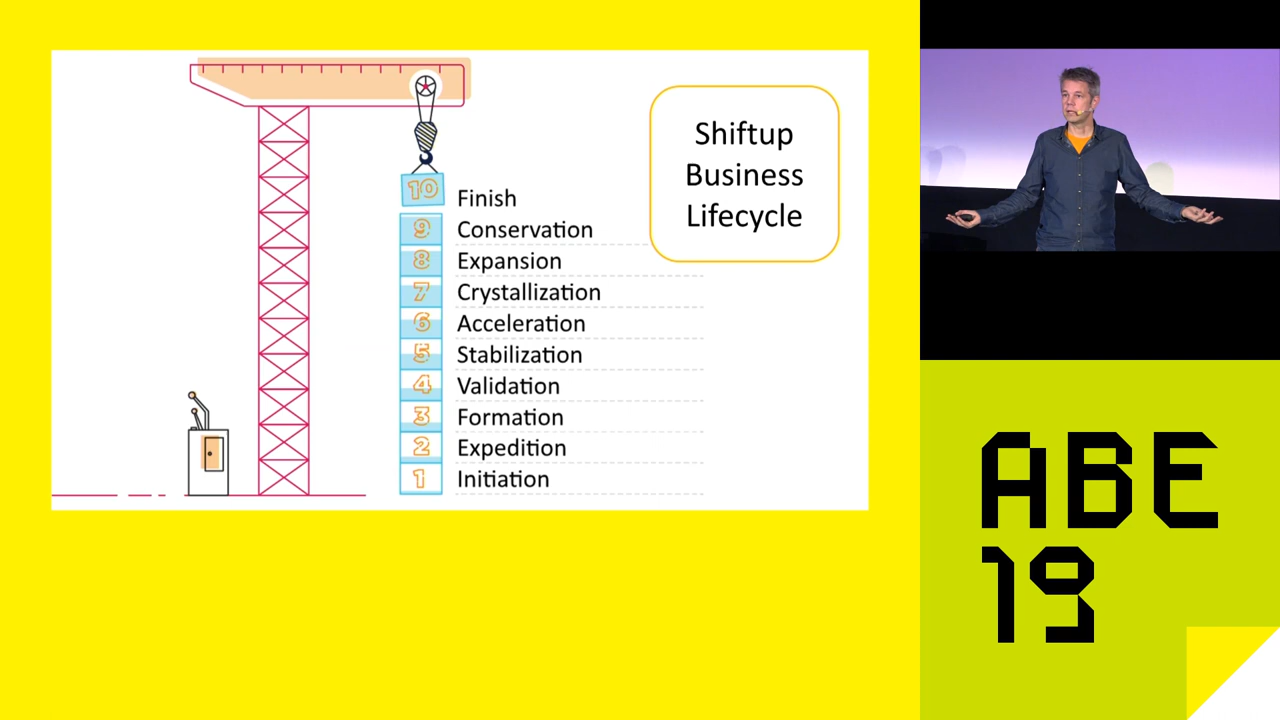 Shiftup
Business
Lifecycle
10 Finish
9 Conservation
8 Expansion
7 Crystallization
6 Acceleration
5 Stabilization
4 Validation
3 Formation
2 Expedition
1 Initiation
ABE
19